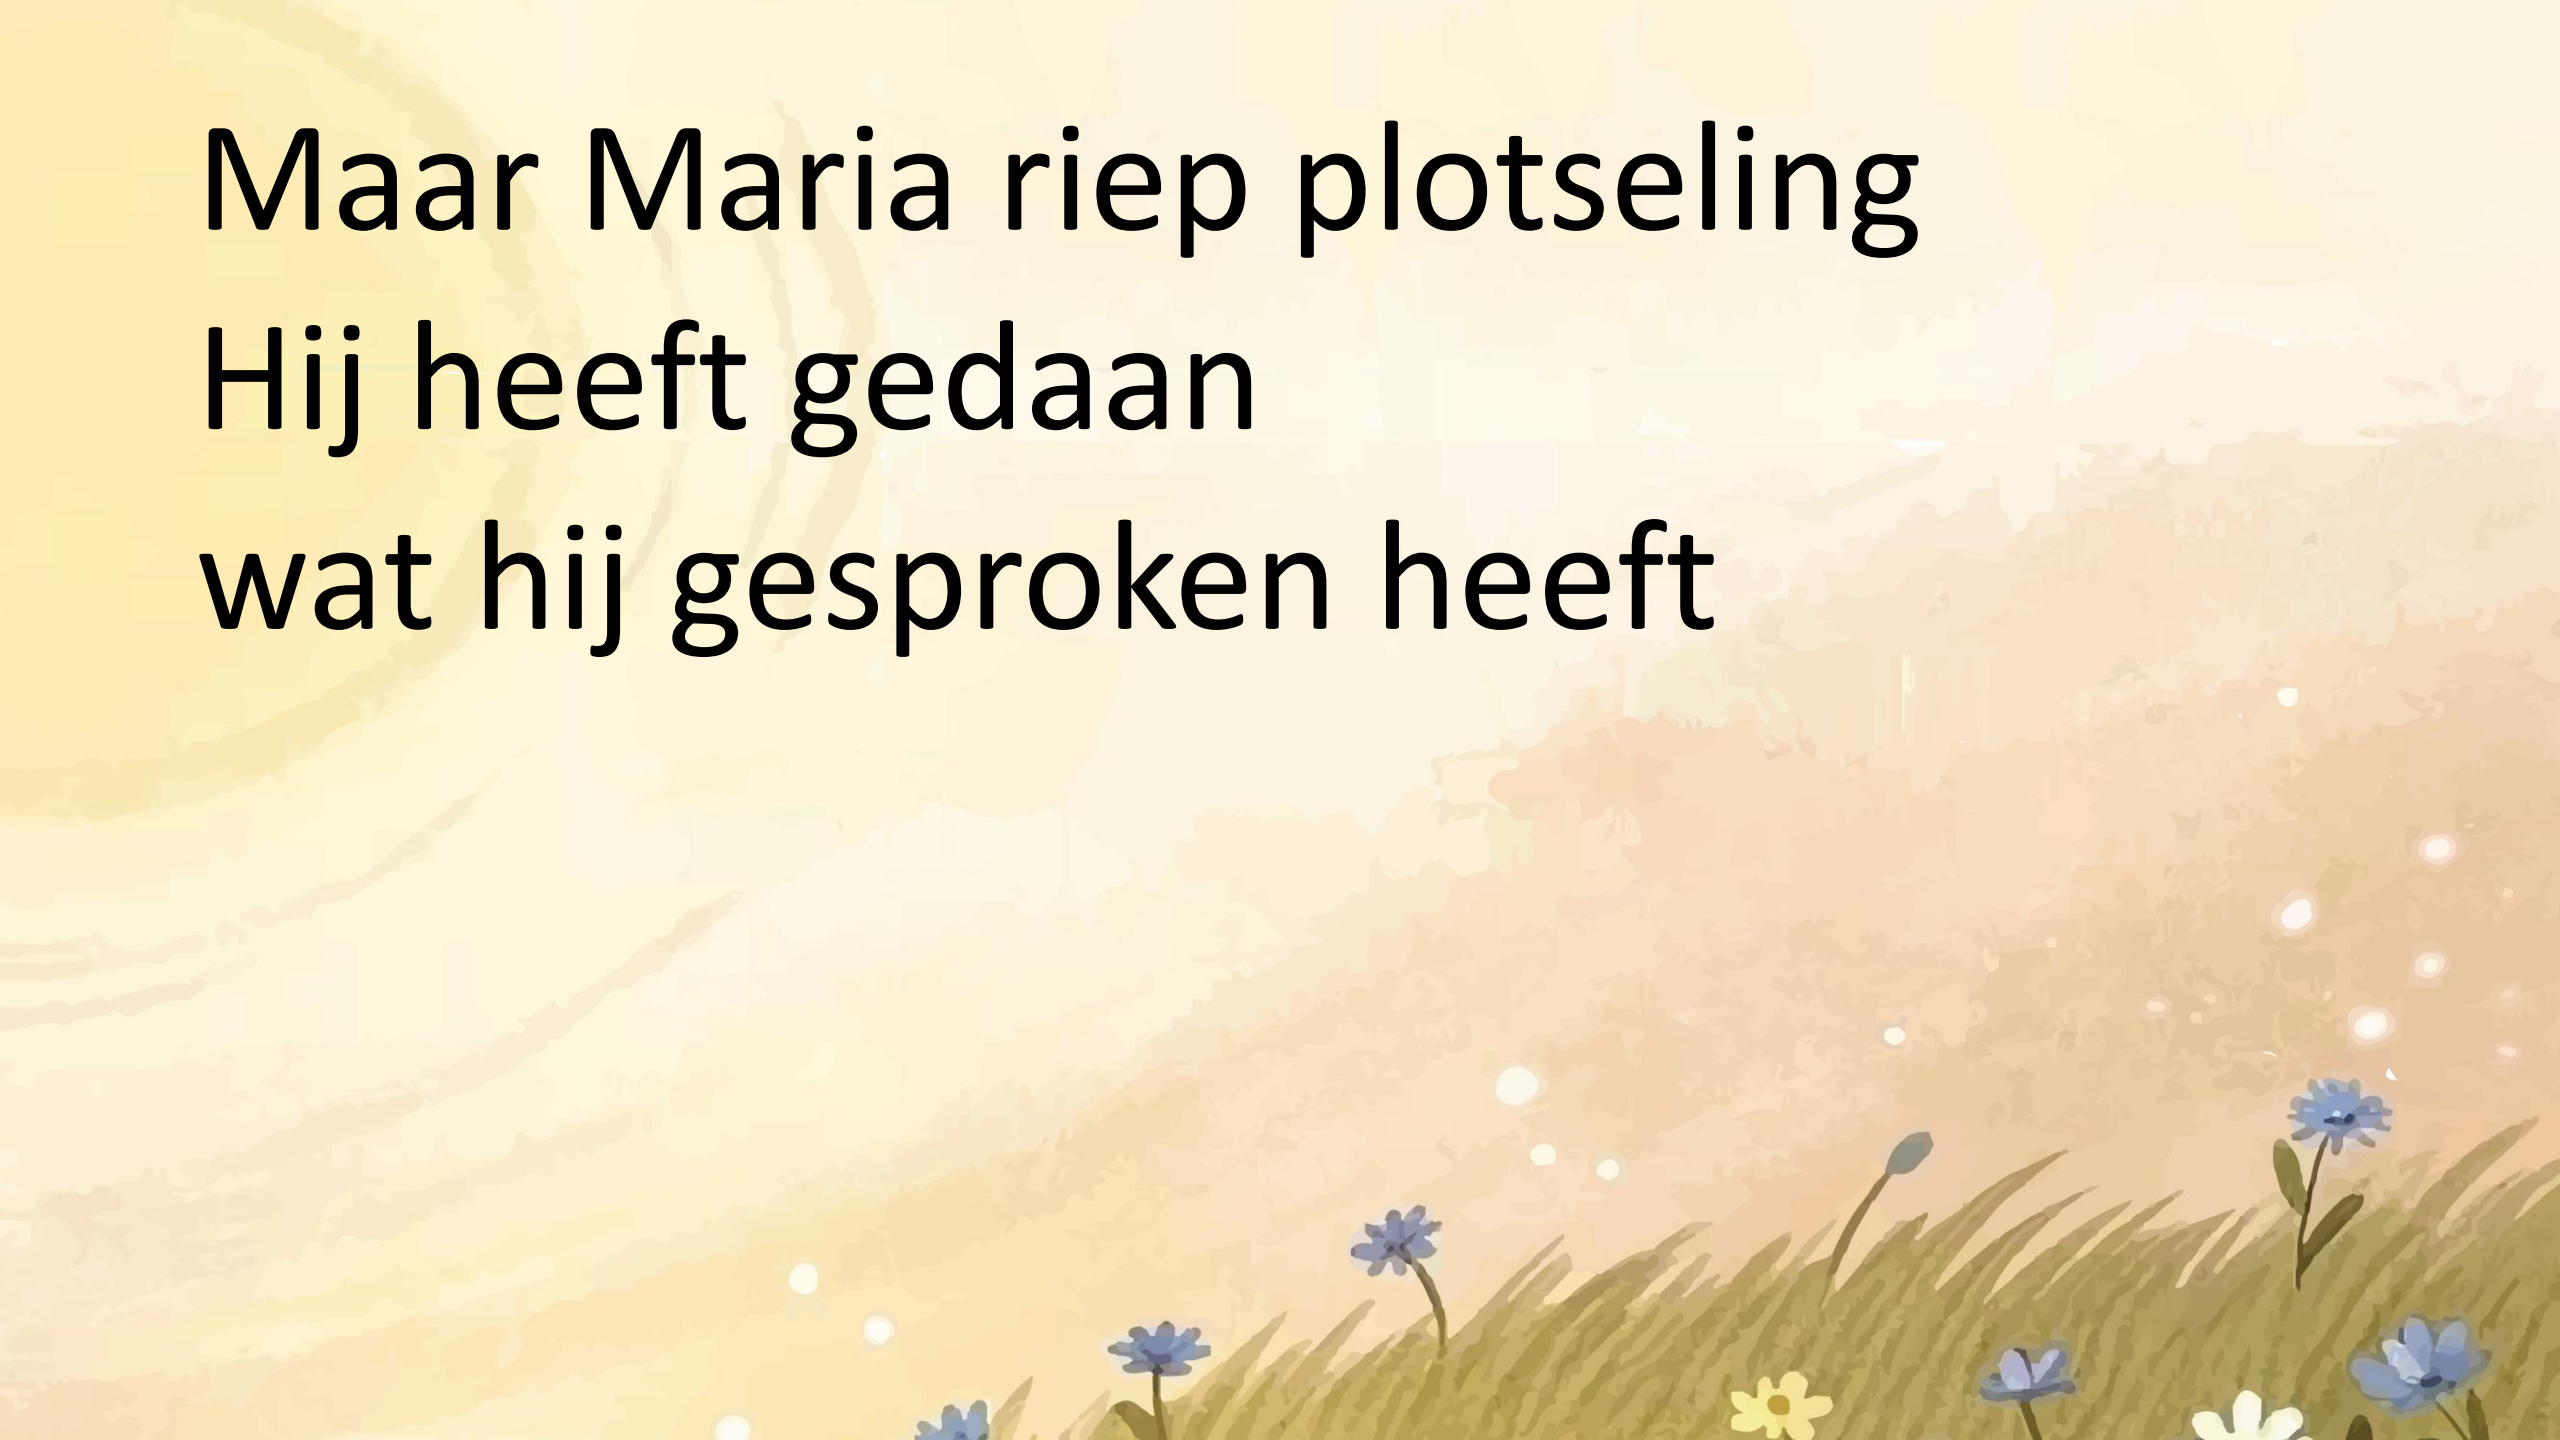 Maar Maria riep plotseling
Hij heeft gedaan
wat hij gesproken heeft